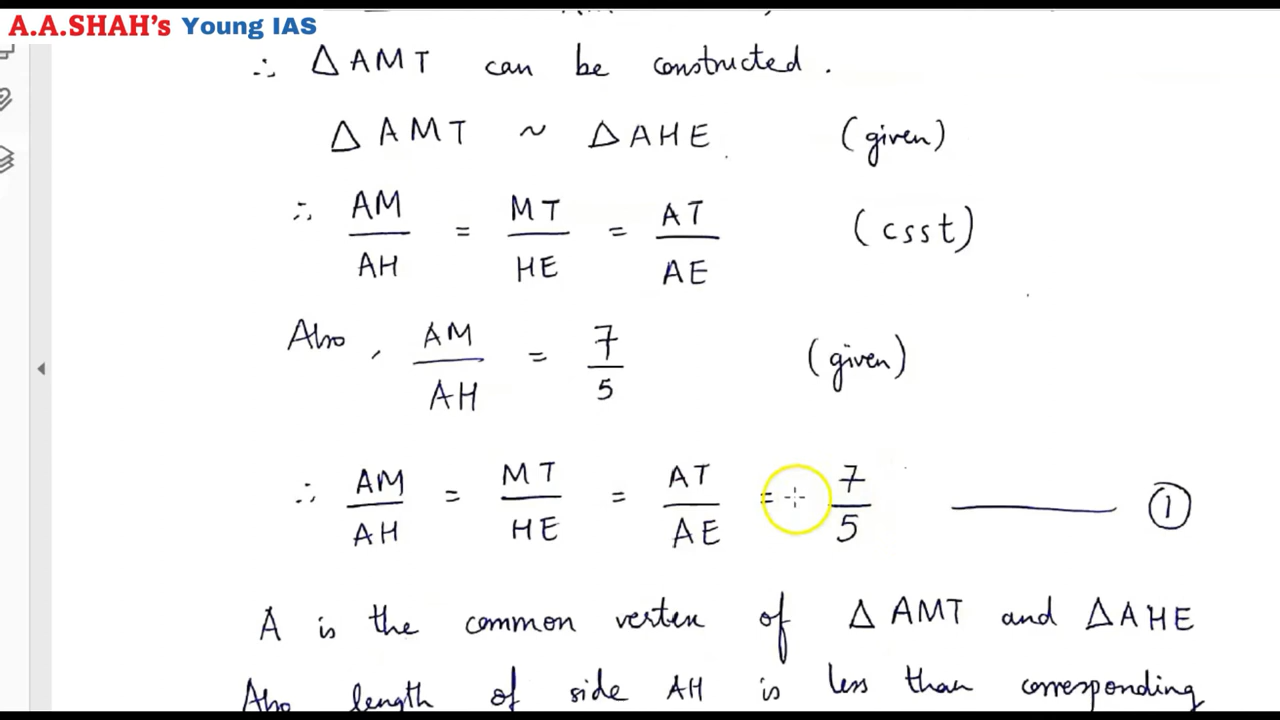 A.A.SHAH's Young IAS
∴ △AMT can be constructed.
△ AMT ~ △AHE (given)
∴ AM/AH = MT/HE = AT/AE (csst)
Also, AM/AH = 7/5 (given)
∴ AM/AH = MT/HE = AT/AE = 7/5 ——— ①
A is the common vertex of △ AMT and △AHE
Also length of side AH is less than corresponding